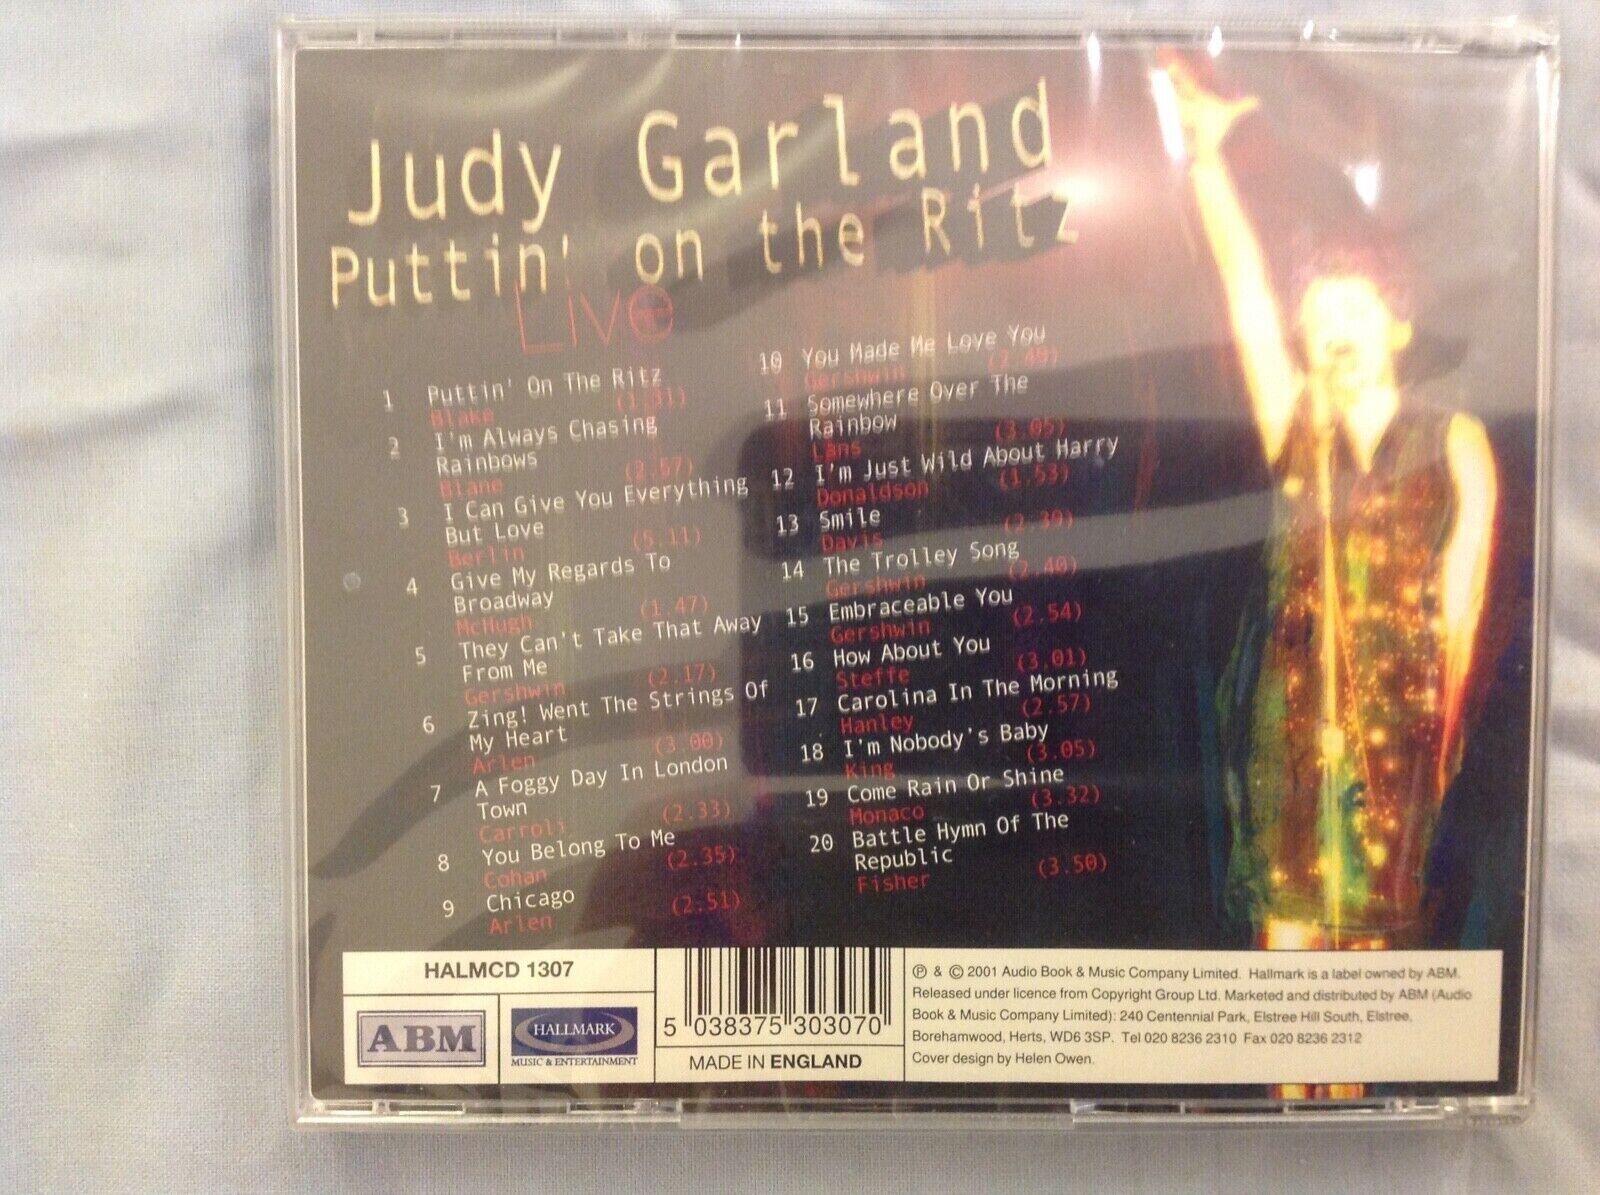 Judy Garland
Puttin' on the Ritz
Live
1 Puttin' On The Ritz
Blake (1.31)
2 I'm Always Chasing
Rainbows
Blane (2.57)
3 I Can Give You Everything
But Love
Berlin (5.11)
4 Give My Regards To
Broadway
McHugh (1.47)
5 They Can't Take That Away
From Me
Gershwin (2.17)
6 Zing! Went The Strings Of
My Heart
Arlen (3.00)
7 A Foggy Day In London
Town
Carroll (2.33)
8 You Belong To Me
Cohan (2.35)
9 Chicago
Arlen (2.51)
10 You Made Me Love You
Gershwin (2.49)
11 Somewhere Over The
Rainbow
Lans (3.05)
12 I'm Just Wild About Harry
Donaldson (1.53)
13 Smile
Davis (2.39)
14 The Trolley Song
Gershwin (2.40)
15 Embraceable You
Gershwin (2.54)
16 How About You
Steffe (3.01)
17 Carolina In The Morning
Hanley (2.57)
18 I'm Nobody's Baby
King (3.05)
19 Come Rain Or Shine
Monaco (3.32)
20 Battle Hymn Of The
Republic
Fisher (3.50)
HALMCD 1307
ABM
HALLMARK
MUSIC & ENTERTAINMENT
5 038375 303070
MADE IN ENGLAND
℗ & © 2001 Audio Book & Music Company Limited. Hallmark is a label owned by ABM.
Released under licence from Copyright Group Ltd. Marketed and distributed by ABM (Audio
Book & Music Company Limited): 240 Centennial Park, Elstree Hill South, Elstree,
Borehamwood, Herts, WD6 3SP. Tel 020 8236 2310 Fax 020 8236 2312
Cover design by Helen Owen.